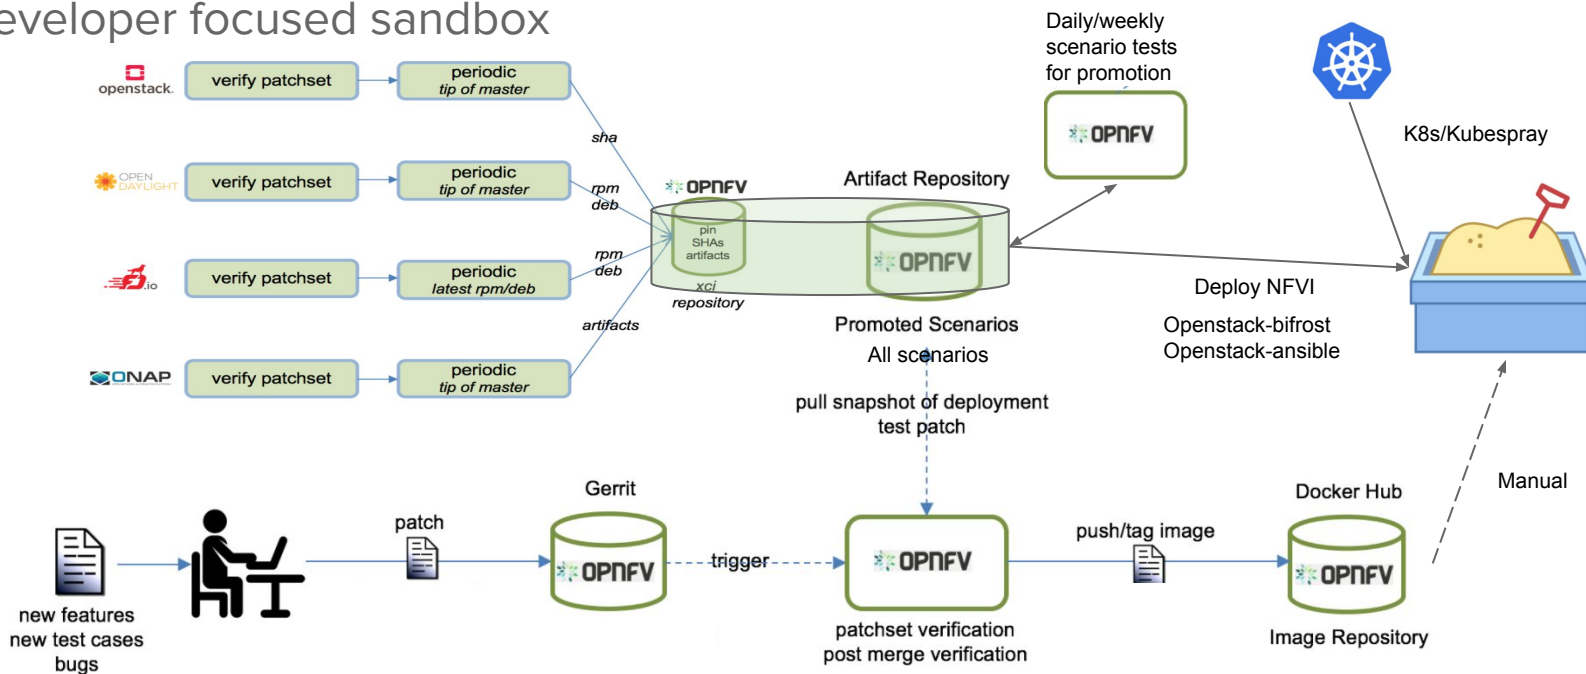 eveloper focused sandbox
openstack.
verify patchset
periodic
tip of master
OPEN
DAYLIGHT
verify patchset
periodic
tip of master
.io
verify patchset
periodic
latest rpm/deb
ONAP
verify patchset
periodic
tip of master
sha
rpm
deb
rpm
deb
artifacts
OPNFV
pin
SHAs
artifacts
xci
repository
Artifact Repository
OPNFV
Promoted Scenarios
All scenarios
Daily/weekly
scenario tests
for promotion
OPNFV
K8s/Kubespray
Deploy NFVI
Openstack-bifrost
Openstack-ansible
pull snapshot of deployment
test patch
new features
new test cases
bugs
patch
Gerrit
OPNFV
trigger
OPNFV
patchset verification
post merge verification
push/tag image
Docker Hub
OPNFV
Image Repository
Manual